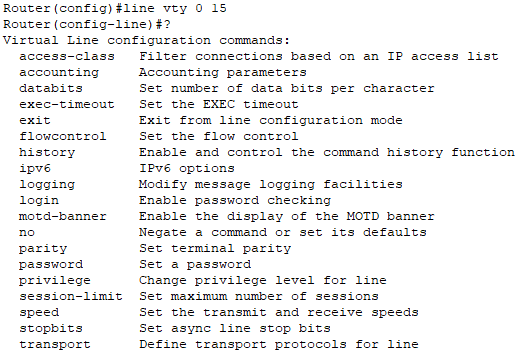 Router(config)#line vty 0 15
Router(config-line)#?
Virtual Line configuration commands:
  access-class   Filter connections based on an IP access list
  accounting     Accounting parameters
  databits       Set number of data bits per character
  exec-timeout   Set the EXEC timeout
  exit           Exit from line configuration mode
  flowcontrol    Set the flow control
  history        Enable and control the command history function
  ipv6           IPv6 options
  logging        Modify message logging facilities
  login          Enable password checking
  motd-banner    Enable the display of the MOTD banner
  no             Negate a command or set its defaults
  parity         Set terminal parity
  password       Set a password
  privilege      Change privilege level for line
  session-limit  Set maximum number of sessions
  speed          Set the transmit and receive speeds
  stopbits       Set async line stop bits
  transport      Define transport protocols for line